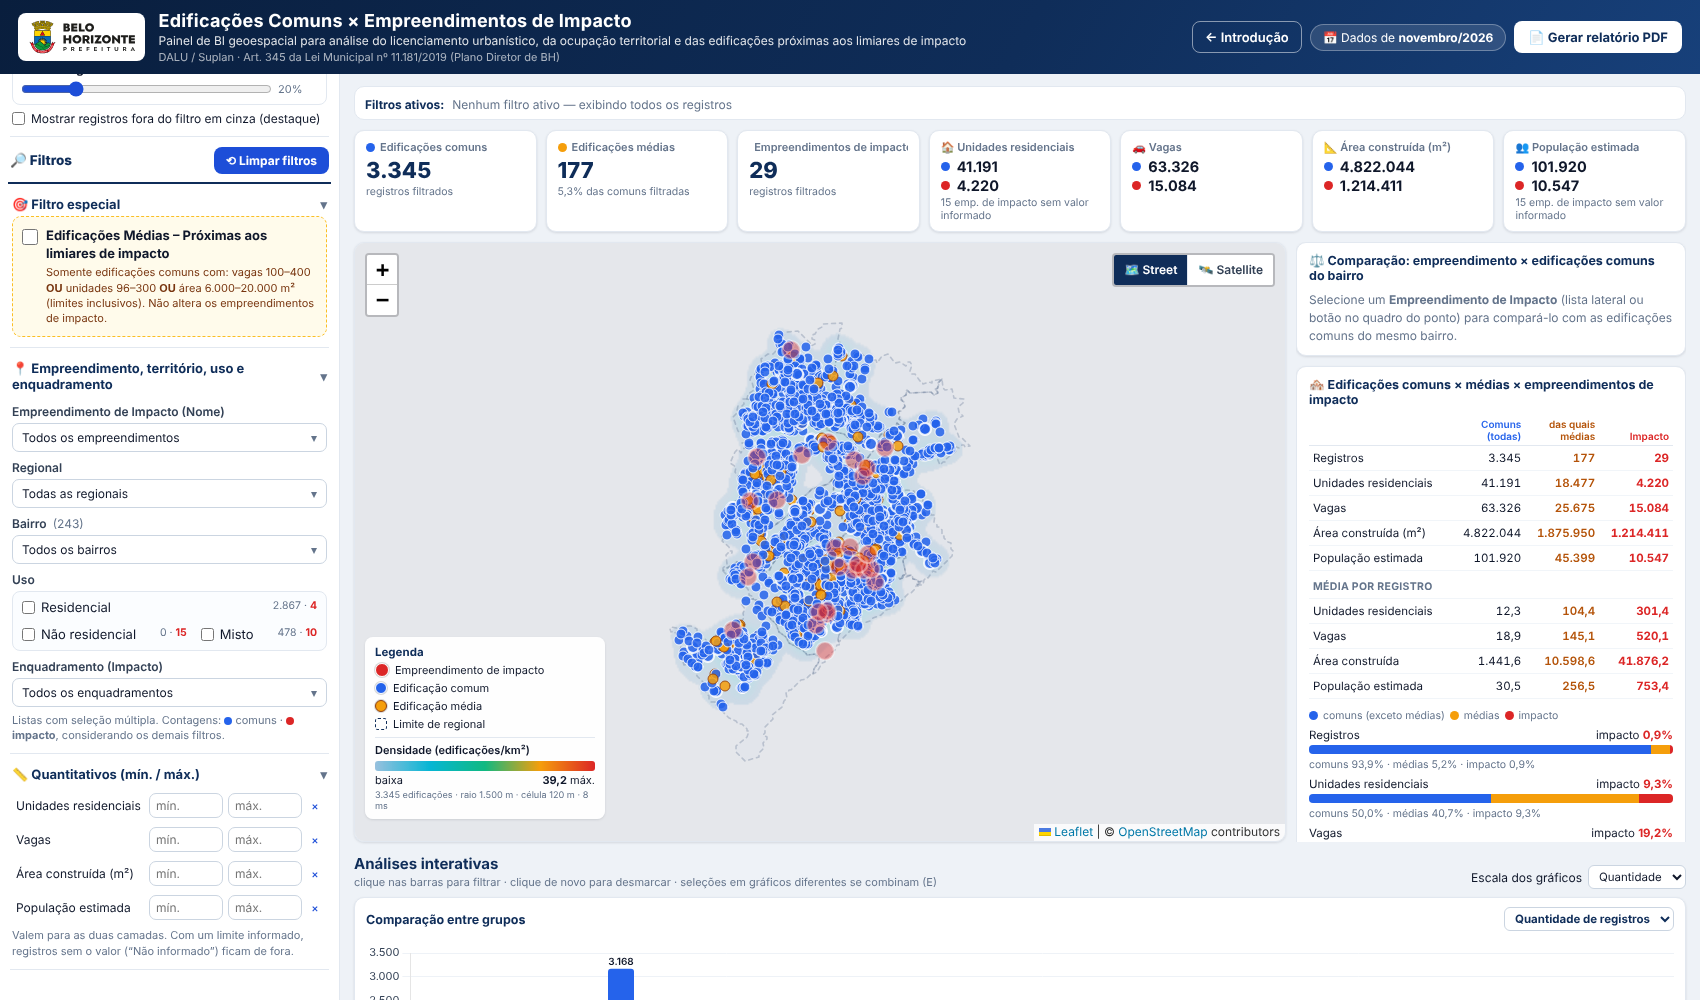 BELO
HORIZONTE
PREFEITURA
Edificações Comuns × Empreendimentos de Impacto
Painel de BI geoespacial para análise do licenciamento urbanístico, da ocupação territorial e das edificações próximas aos limiares de impacto
DALU / Suplan · Art. 345 da Lei Municipal nº 11.181/2019 (Plano Diretor de BH)
← Introdução
Dados de novembro/2026
Gerar relatório PDF
20%
Mostrar registros fora do filtro em cinza (destaque)
Filtros
⟲ Limpar filtros
Filtro especial ▾
Edificações Médias – Próximas aos
limiares de impacto
Somente edificações comuns com: vagas 100–400
OU unidades 96–300 OU área 6.000–20.000 m²
(limites inclusivos). Não altera os empreendimentos
de impacto.
Empreendimento, território, uso e
enquadramento ▾
Empreendimento de Impacto (Nome)
Todos os empreendimentos ▾
Regional
Todas as regionais ▾
Bairro (243)
Todos os bairros ▾
Uso
Residencial 2.867 · 4
Não residencial 0 · 15 Misto 478 · 10
Enquadramento (Impacto)
Todos os enquadramentos ▾
Listas com seleção múltipla. Contagens: comuns ·
impacto, considerando os demais filtros.
Quantitativos (mín. / máx.) ▾
Unidades residenciais mín. máx. ×
Vagas mín. máx. ×
Área construída (m²) mín. máx. ×
População estimada mín. máx. ×
Valem para as duas camadas. Com um limite informado,
registros sem o valor (“Não informado”) ficam de fora.
Filtros ativos: Nenhum filtro ativo — exibindo todos os registros
Edificações comuns
3.345
registros filtrados
Edificações médias
177
5,3% das comuns filtradas
Empreendimentos de impacto
29
registros filtrados
Unidades residenciais
41.191
4.220
15 emp. de impacto sem valor
informado
Vagas
63.326
15.084
Área construída (m²)
4.822.044
1.214.411
População estimada
101.920
10.547
15 emp. de impacto sem valor
informado
+
−
Street
Satellite
Legenda
Empreendimento de impacto
Edificação comum
Edificação média
Limite de regional
Densidade (edificações/km²)
baixa 39,2 máx.
3.345 edificações · raio 1.500 m · célula 120 m · 8
ms
Leaflet | © OpenStreetMap contributors
Comparação: empreendimento × edificações comuns
do bairro
Selecione um Empreendimento de Impacto (lista lateral ou
botão no quadro do ponto) para compará-lo com as edificações
comuns do mesmo bairro.
Edificações comuns × médias × empreendimentos de
impacto
Comuns
(todas)
das quais
médias
Impacto
Registros 3.345 177 29
Unidades residenciais 41.191 18.477 4.220
Vagas 63.326 25.675 15.084
Área construída (m²) 4.822.044 1.875.950 1.214.411
População estimada 101.920 45.399 10.547
MÉDIA POR REGISTRO
Unidades residenciais 12,3 104,4 301,4
Vagas 18,9 145,1 520,1
Área construída 1.441,6 10.598,6 41.876,2
População estimada 30,5 256,5 753,4
comuns (exceto médias) médias impacto
Registros impacto 0,9%
comuns 93,9% · médias 5,2% · impacto 0,9%
Unidades residenciais impacto 9,3%
comuns 50,0% · médias 40,7% · impacto 9,3%
Vagas impacto 19,2%
Análises interativas
clique nas barras para filtrar · clique de novo para desmarcar · seleções em gráficos diferentes se combinam (E)
Escala dos gráficos Quantidade
Comparação entre grupos
Quantidade de registros
3.500
3.168
3.000
2.500